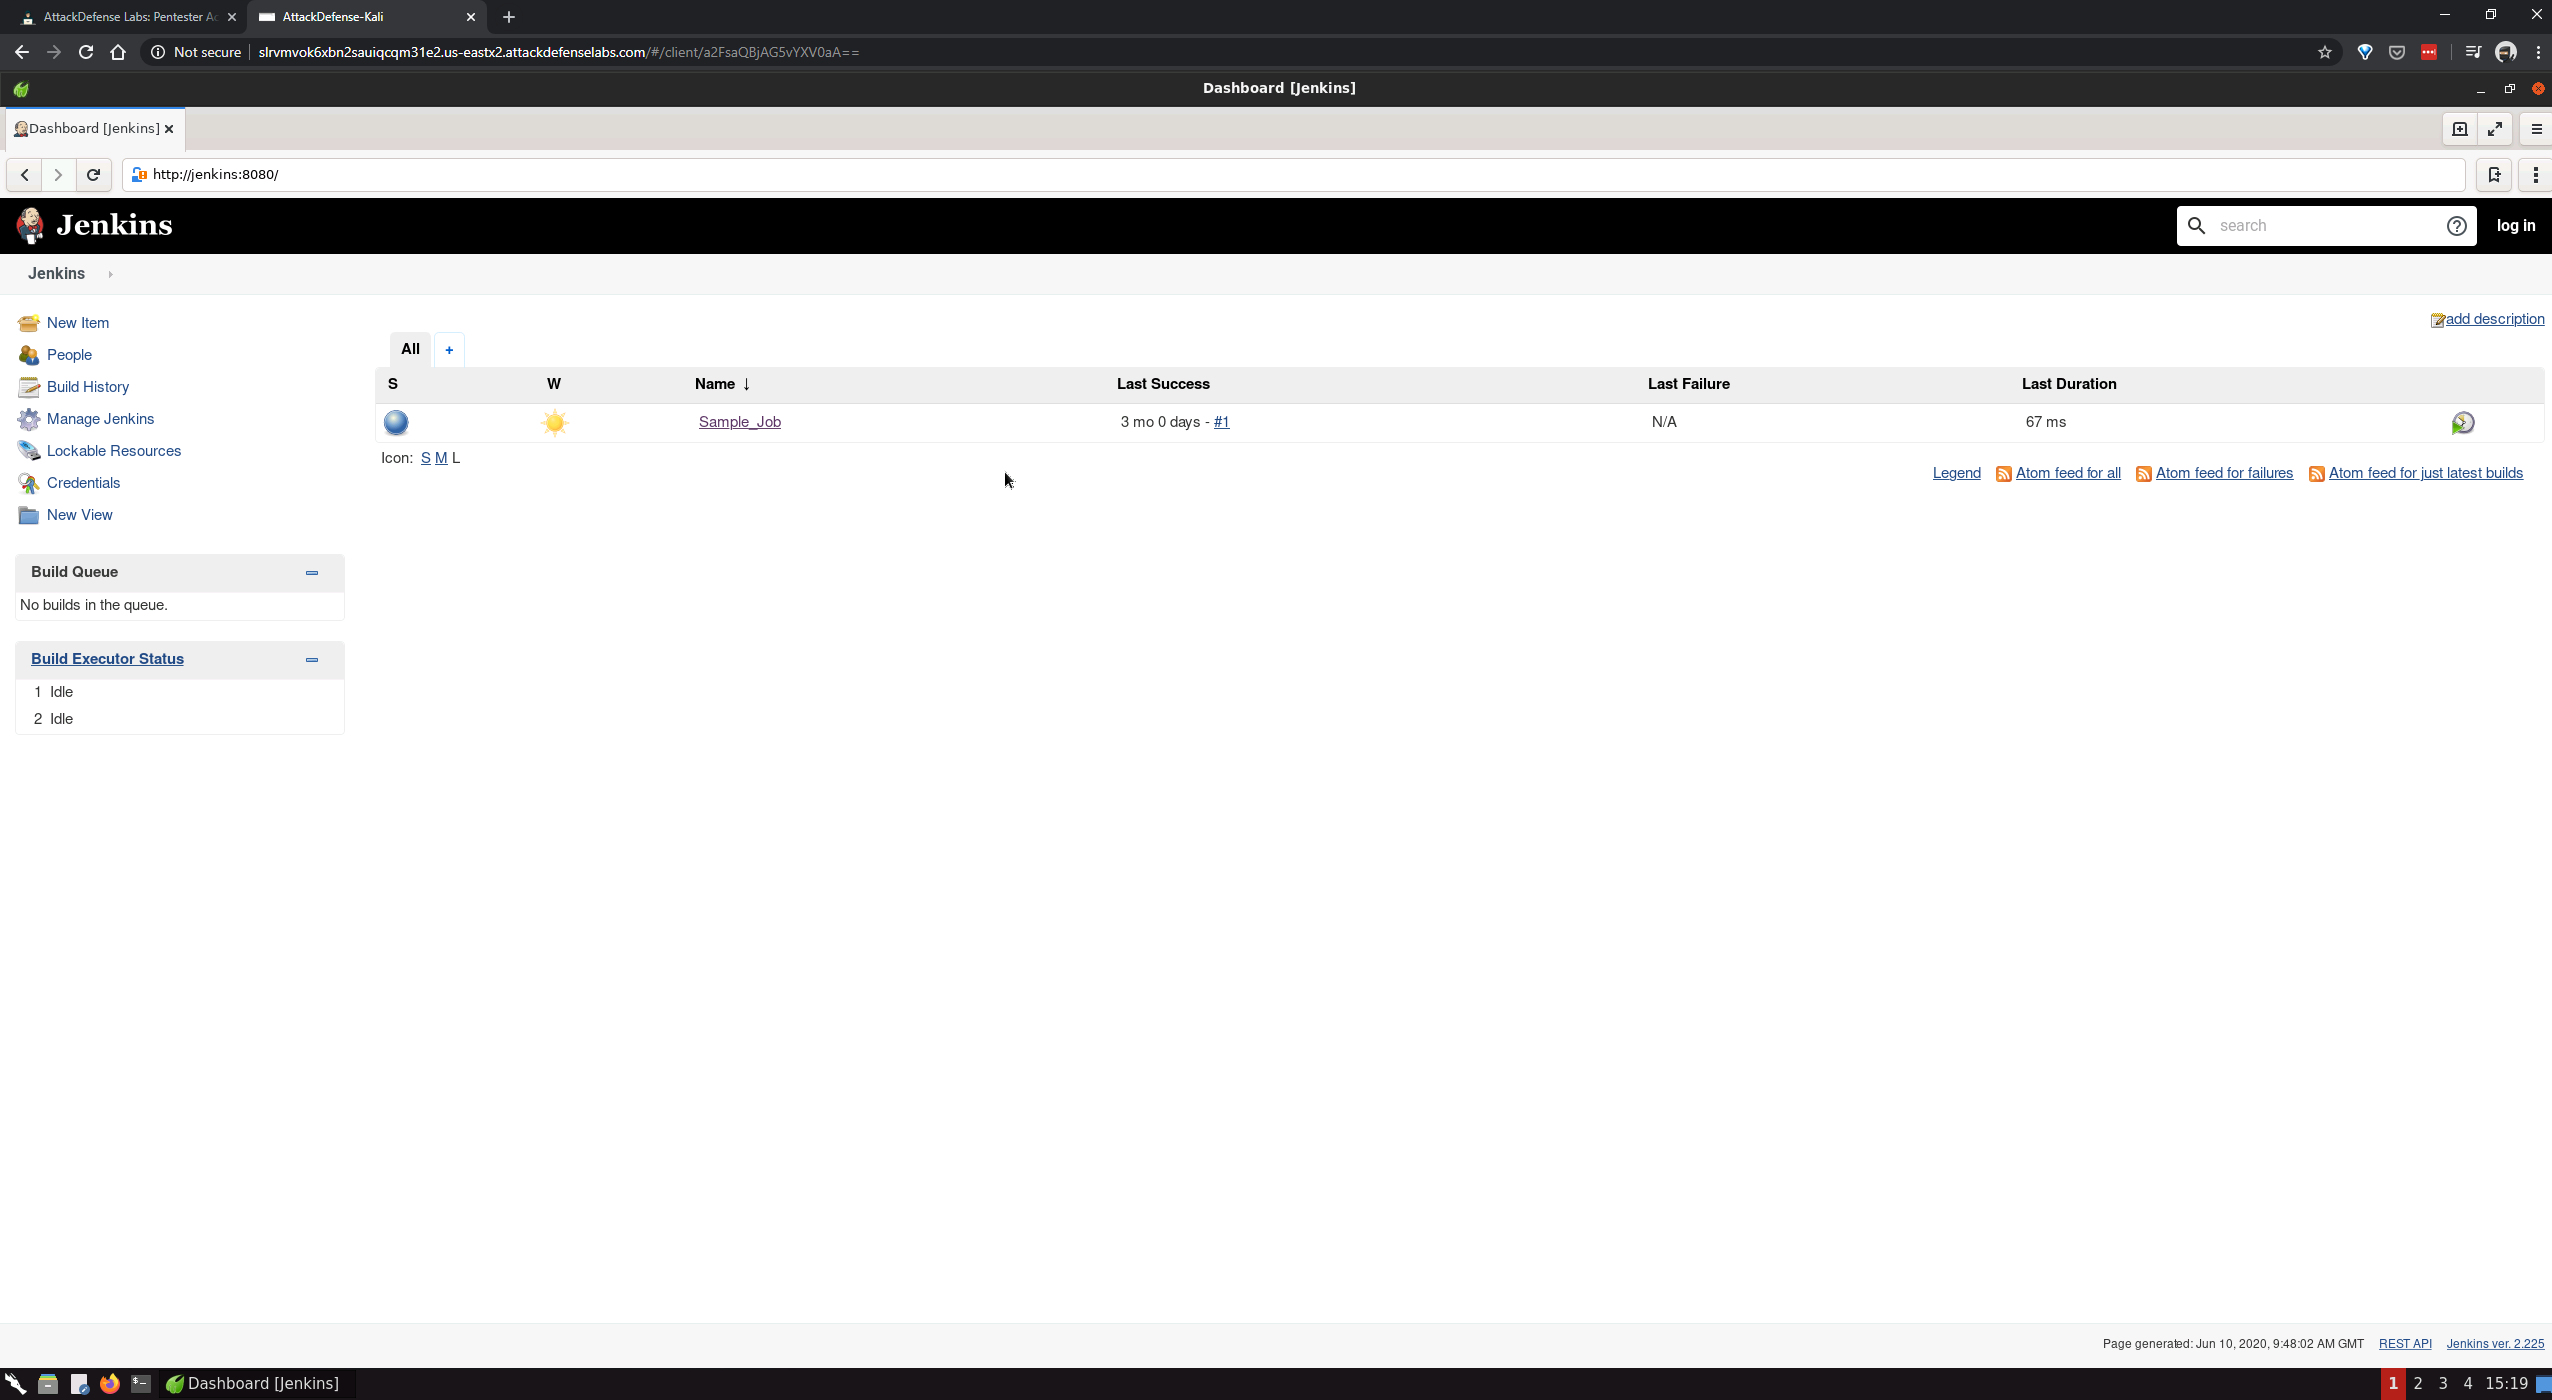 AttackDefense Labs: Pentester Ac
AttackDefense-Kali
Not secure slrvmvok6xbn2sauiqcqm31e2.us-eastx2.attackdefenselabs.com/#/client/a2FsaQBjAG5vYXV0aA==
Dashboard [Jenkins]
Dashboard [Jenkins]
http://jenkins:8080/
Jenkins
search
log in
Jenkins
New Item
People
Build History
Manage Jenkins
Lockable Resources
Credentials
New View
add description
All +
S W Name ↓ Last Success Last Failure Last Duration
Sample_Job 3 mo 0 days - #1 N/A 67 ms
Icon: S M L
Legend Atom feed for all Atom feed for failures Atom feed for just latest builds
Build Queue
No builds in the queue.
Build Executor Status
1 Idle
2 Idle
Page generated: Jun 10, 2020, 9:48:02 AM GMT REST API Jenkins ver. 2.225
Dashboard [Jenkins]
1 2 3 4 15:19